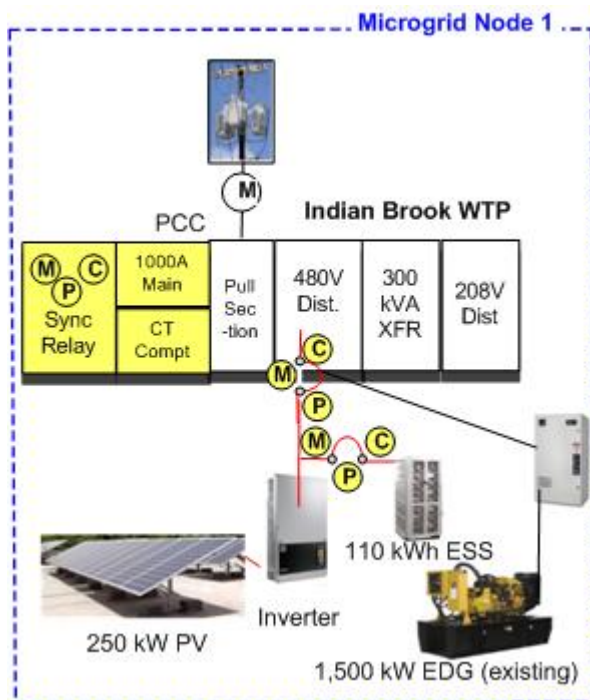 Microgrid Node 1
M
PCC
Indian Brook WTP
M
C
P
Sync
Relay
1000A
Main
CT
Compt
Pull
Sec
-tion
480V
Dist.
300
kVA
XFR
208V
Dist
C
M
P
M
C
P
110 kWh ESS
Inverter
250 kW PV
1,500 kW EDG (existing)